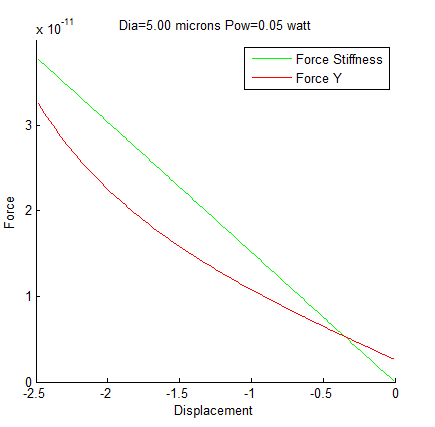 x 10^-11
Dia=5.00 microns Pow=0.05 watt
Force Stiffness
Force Y
3
2
1
0
Force
-2.5 -2 -1.5 -1 -0.5 0
Displacement